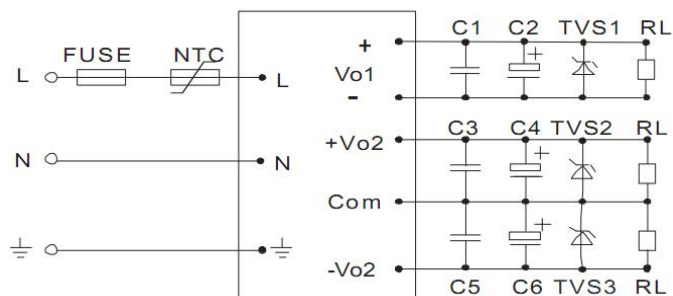 C1 C2 TVS1 RL
FUSE NTC
+
L L Vo1
-
C3 C4 TVS2 RL
+Vo2
N N
Com
-Vo2
C5 C6 TVS3 RL